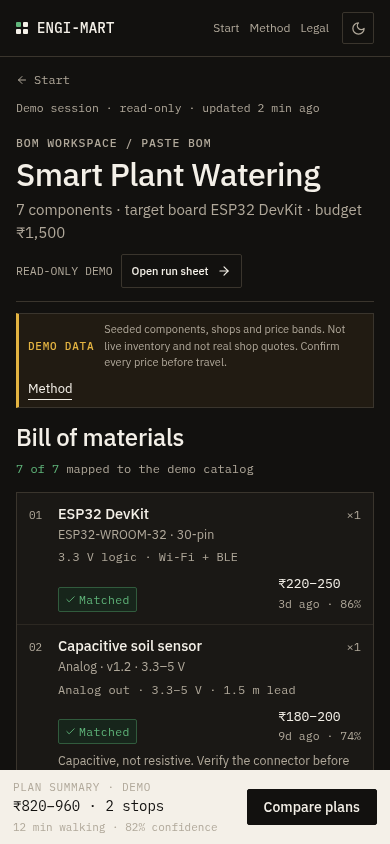 ENGI-MART
Start Method Legal
← Start
Demo session · read-only · updated 2 min ago
BOM WORKSPACE / PASTE BOM
Smart Plant Watering
7 components · target board ESP32 DevKit · budget
₹1,500
READ-ONLY DEMO Open run sheet →
DEMO DATA
Seeded components, shops and price bands. Not
live inventory and not real shop quotes. Confirm
every price before travel.
Method
Bill of materials
7 of 7 mapped to the demo catalog
01 ESP32 DevKit ×1
ESP32-WROOM-32 · 30-pin
3.3 V logic · Wi-Fi + BLE
₹220–250
✓ Matched 3d ago · 86%
02 Capacitive soil sensor ×1
Analog · v1.2 · 3.3–5 V
Analog out · 3.3–5 V · 1.5 m lead
₹180–200
✓ Matched 9d ago · 74%
Capacitive, not resistive. Verify the connector before
PLAN SUMMARY · DEMO
₹820–960 · 2 stops
12 min walking · 82% confidence
Compare plans